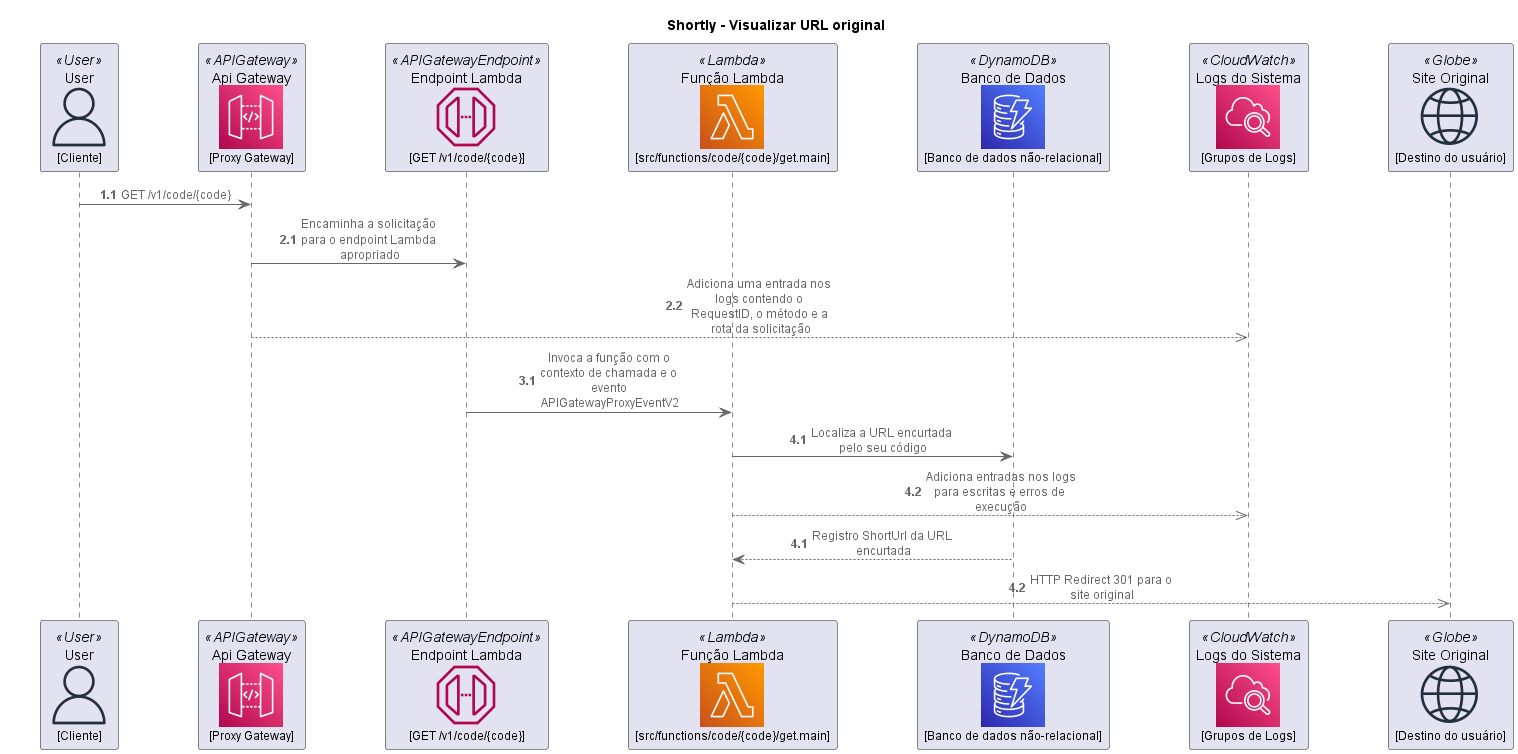 Shortly - Visualizar URL original
«User»
User
[Cliente]
«APIGateway»
Api Gateway
</>
[Proxy Gateway]
«APIGatewayEndpoint»
Endpoint Lambda
[GET /v1/code/{code}]
«Lambda»
Função Lambda
[src/functions/code/{code}/get.main]
«DynamoDB»
Banco de Dados
[Banco de dados não-relacional]
«CloudWatch»
Logs do Sistema
[Grupos de Logs]
«Globe»
Site Original
[Destino do usuário]
1.1 GET /v1/code/{code}
Encaminha a solicitação
2.1 para o endpoint Lambda
apropriado
Adiciona uma entrada nos
logs contendo o
2.2 RequestID, o método e a
rota da solicitação
Invoca a função com o
contexto de chamada e o
3.1 evento
APIGatewayProxyEventV2
4.1 Localiza a URL encurtada
pelo seu código
Adiciona entradas nos logs
4.2 para escritas e erros de
execução
4.1 Registro ShortUrl da URL
encurtada
4.2 HTTP Redirect 301 para o
site original
«User»
User
[Cliente]
«APIGateway»
Api Gateway
</>
[Proxy Gateway]
«APIGatewayEndpoint»
Endpoint Lambda
[GET /v1/code/{code}]
«Lambda»
Função Lambda
[src/functions/code/{code}/get.main]
«DynamoDB»
Banco de Dados
[Banco de dados não-relacional]
«CloudWatch»
Logs do Sistema
[Grupos de Logs]
«Globe»
Site Original
[Destino do usuário]